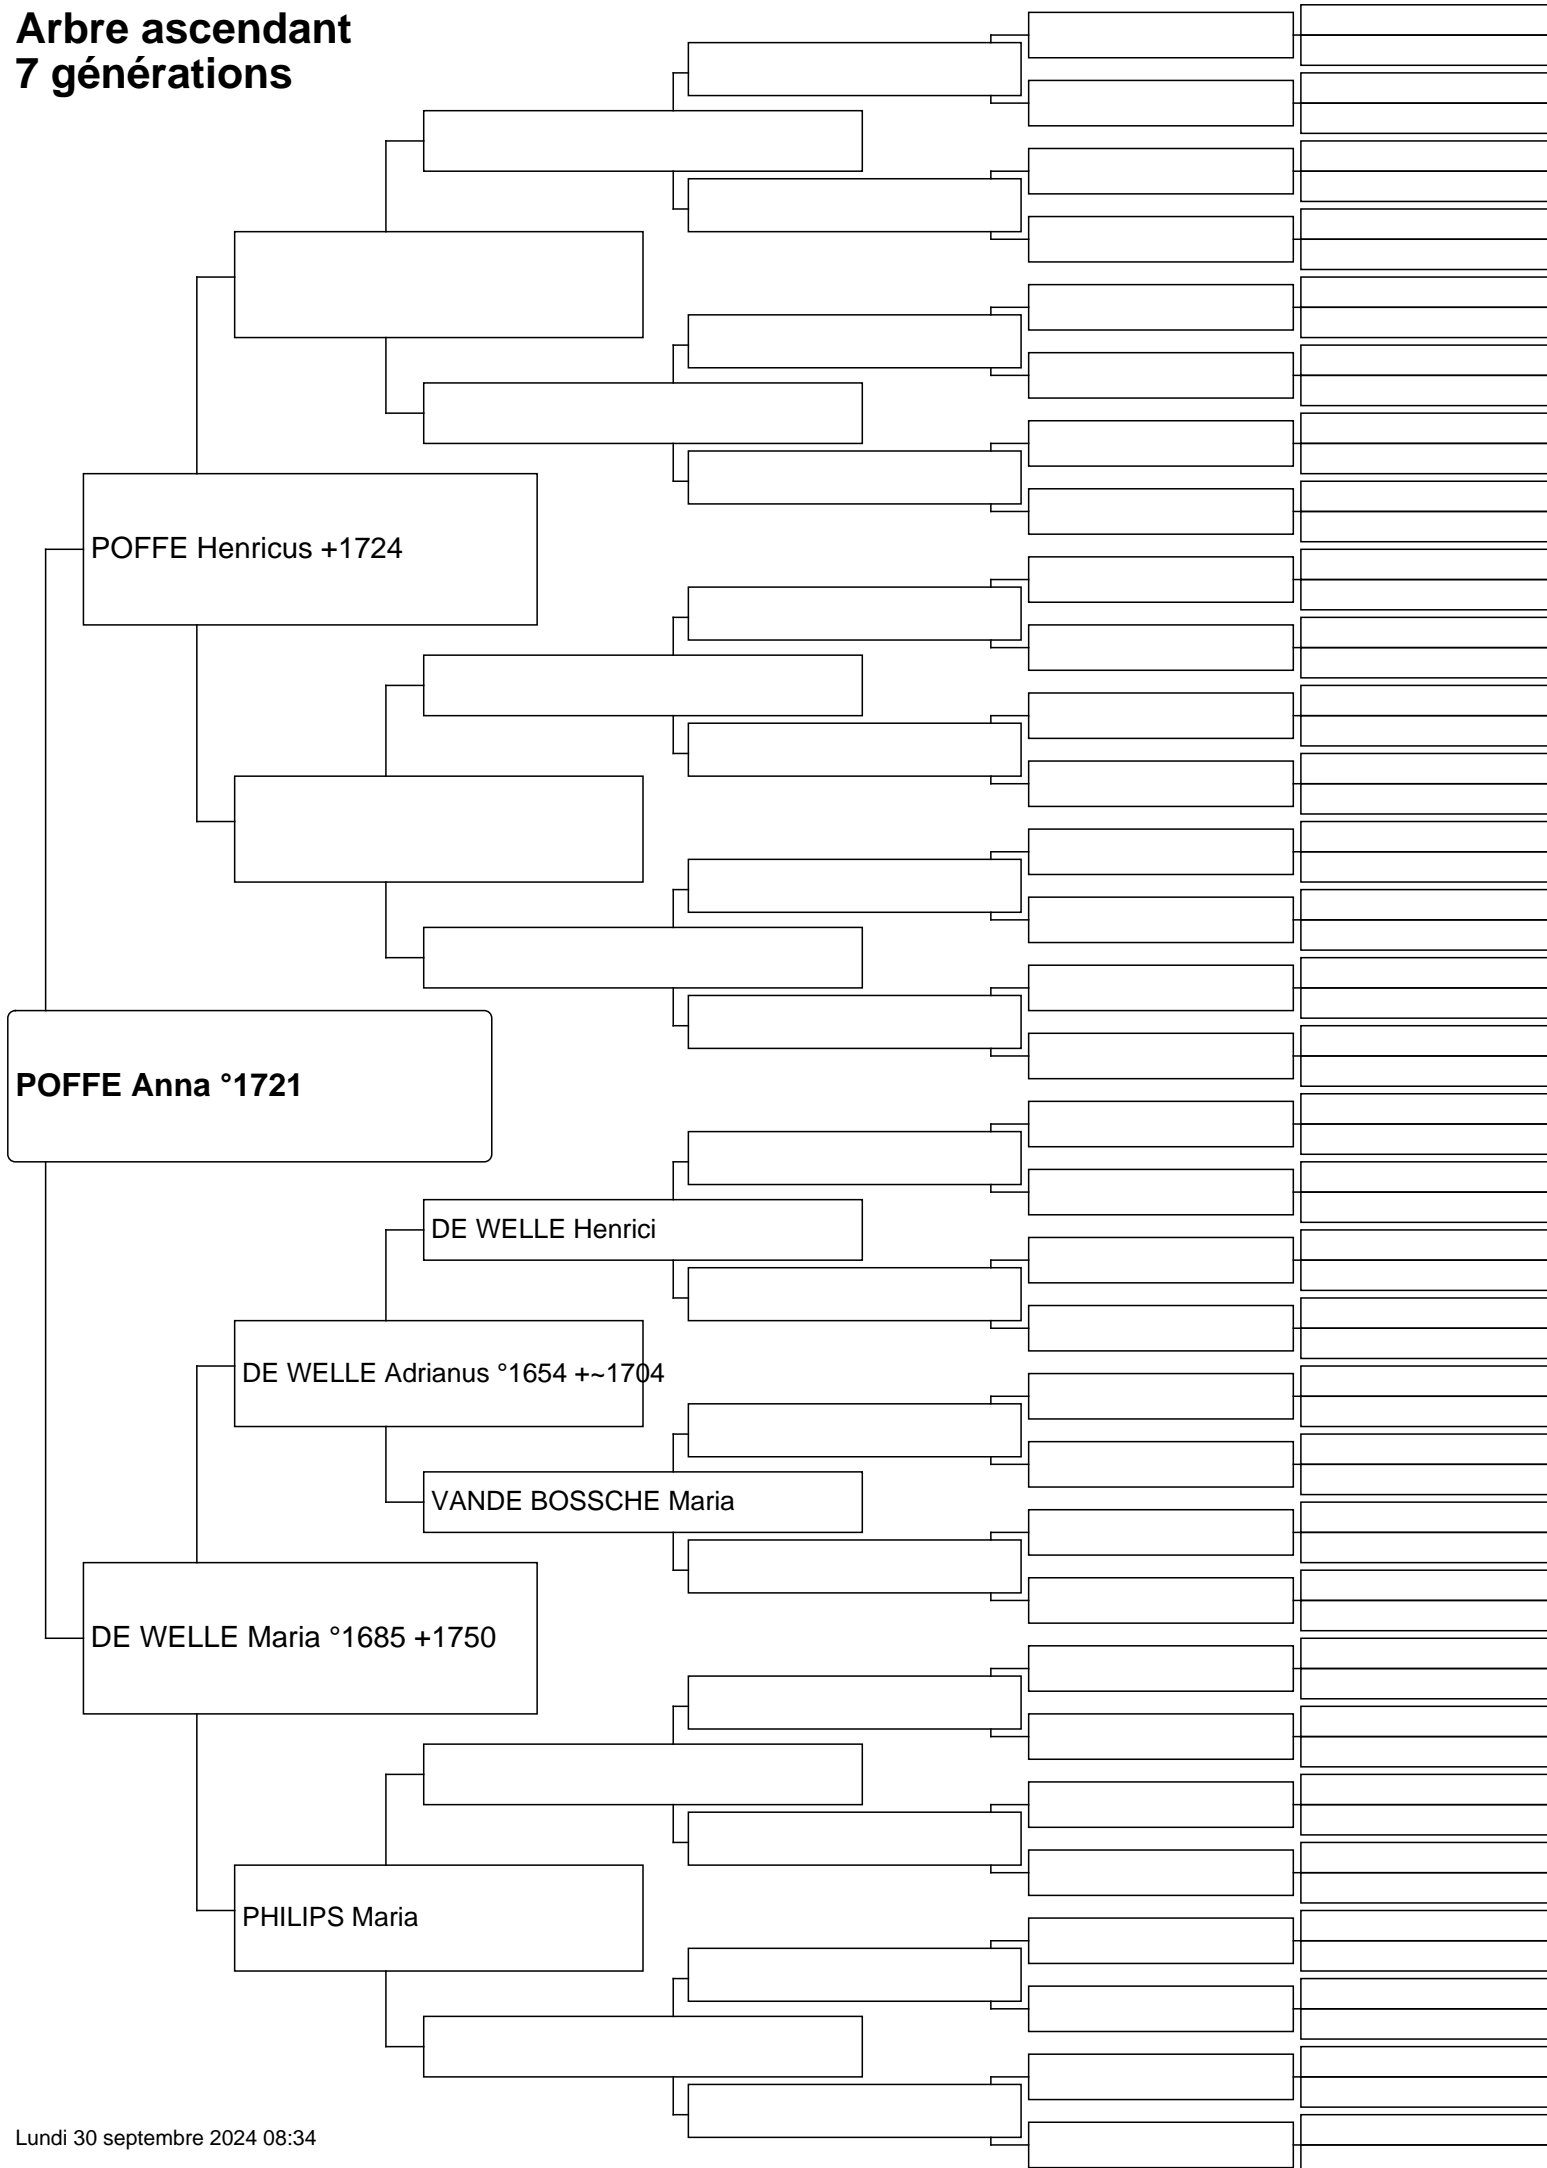 Arbre ascendant
7 générations
POFFE Henricus +1724
POFFE Anna °1721
DE WELLE Henrici
DE WELLE Adrianus °1654 +~1704
VANDE BOSSCHE Maria
DE WELLE Maria °1685 +1750
PHILIPS Maria
Lundi 30 septembre 2024 08:34